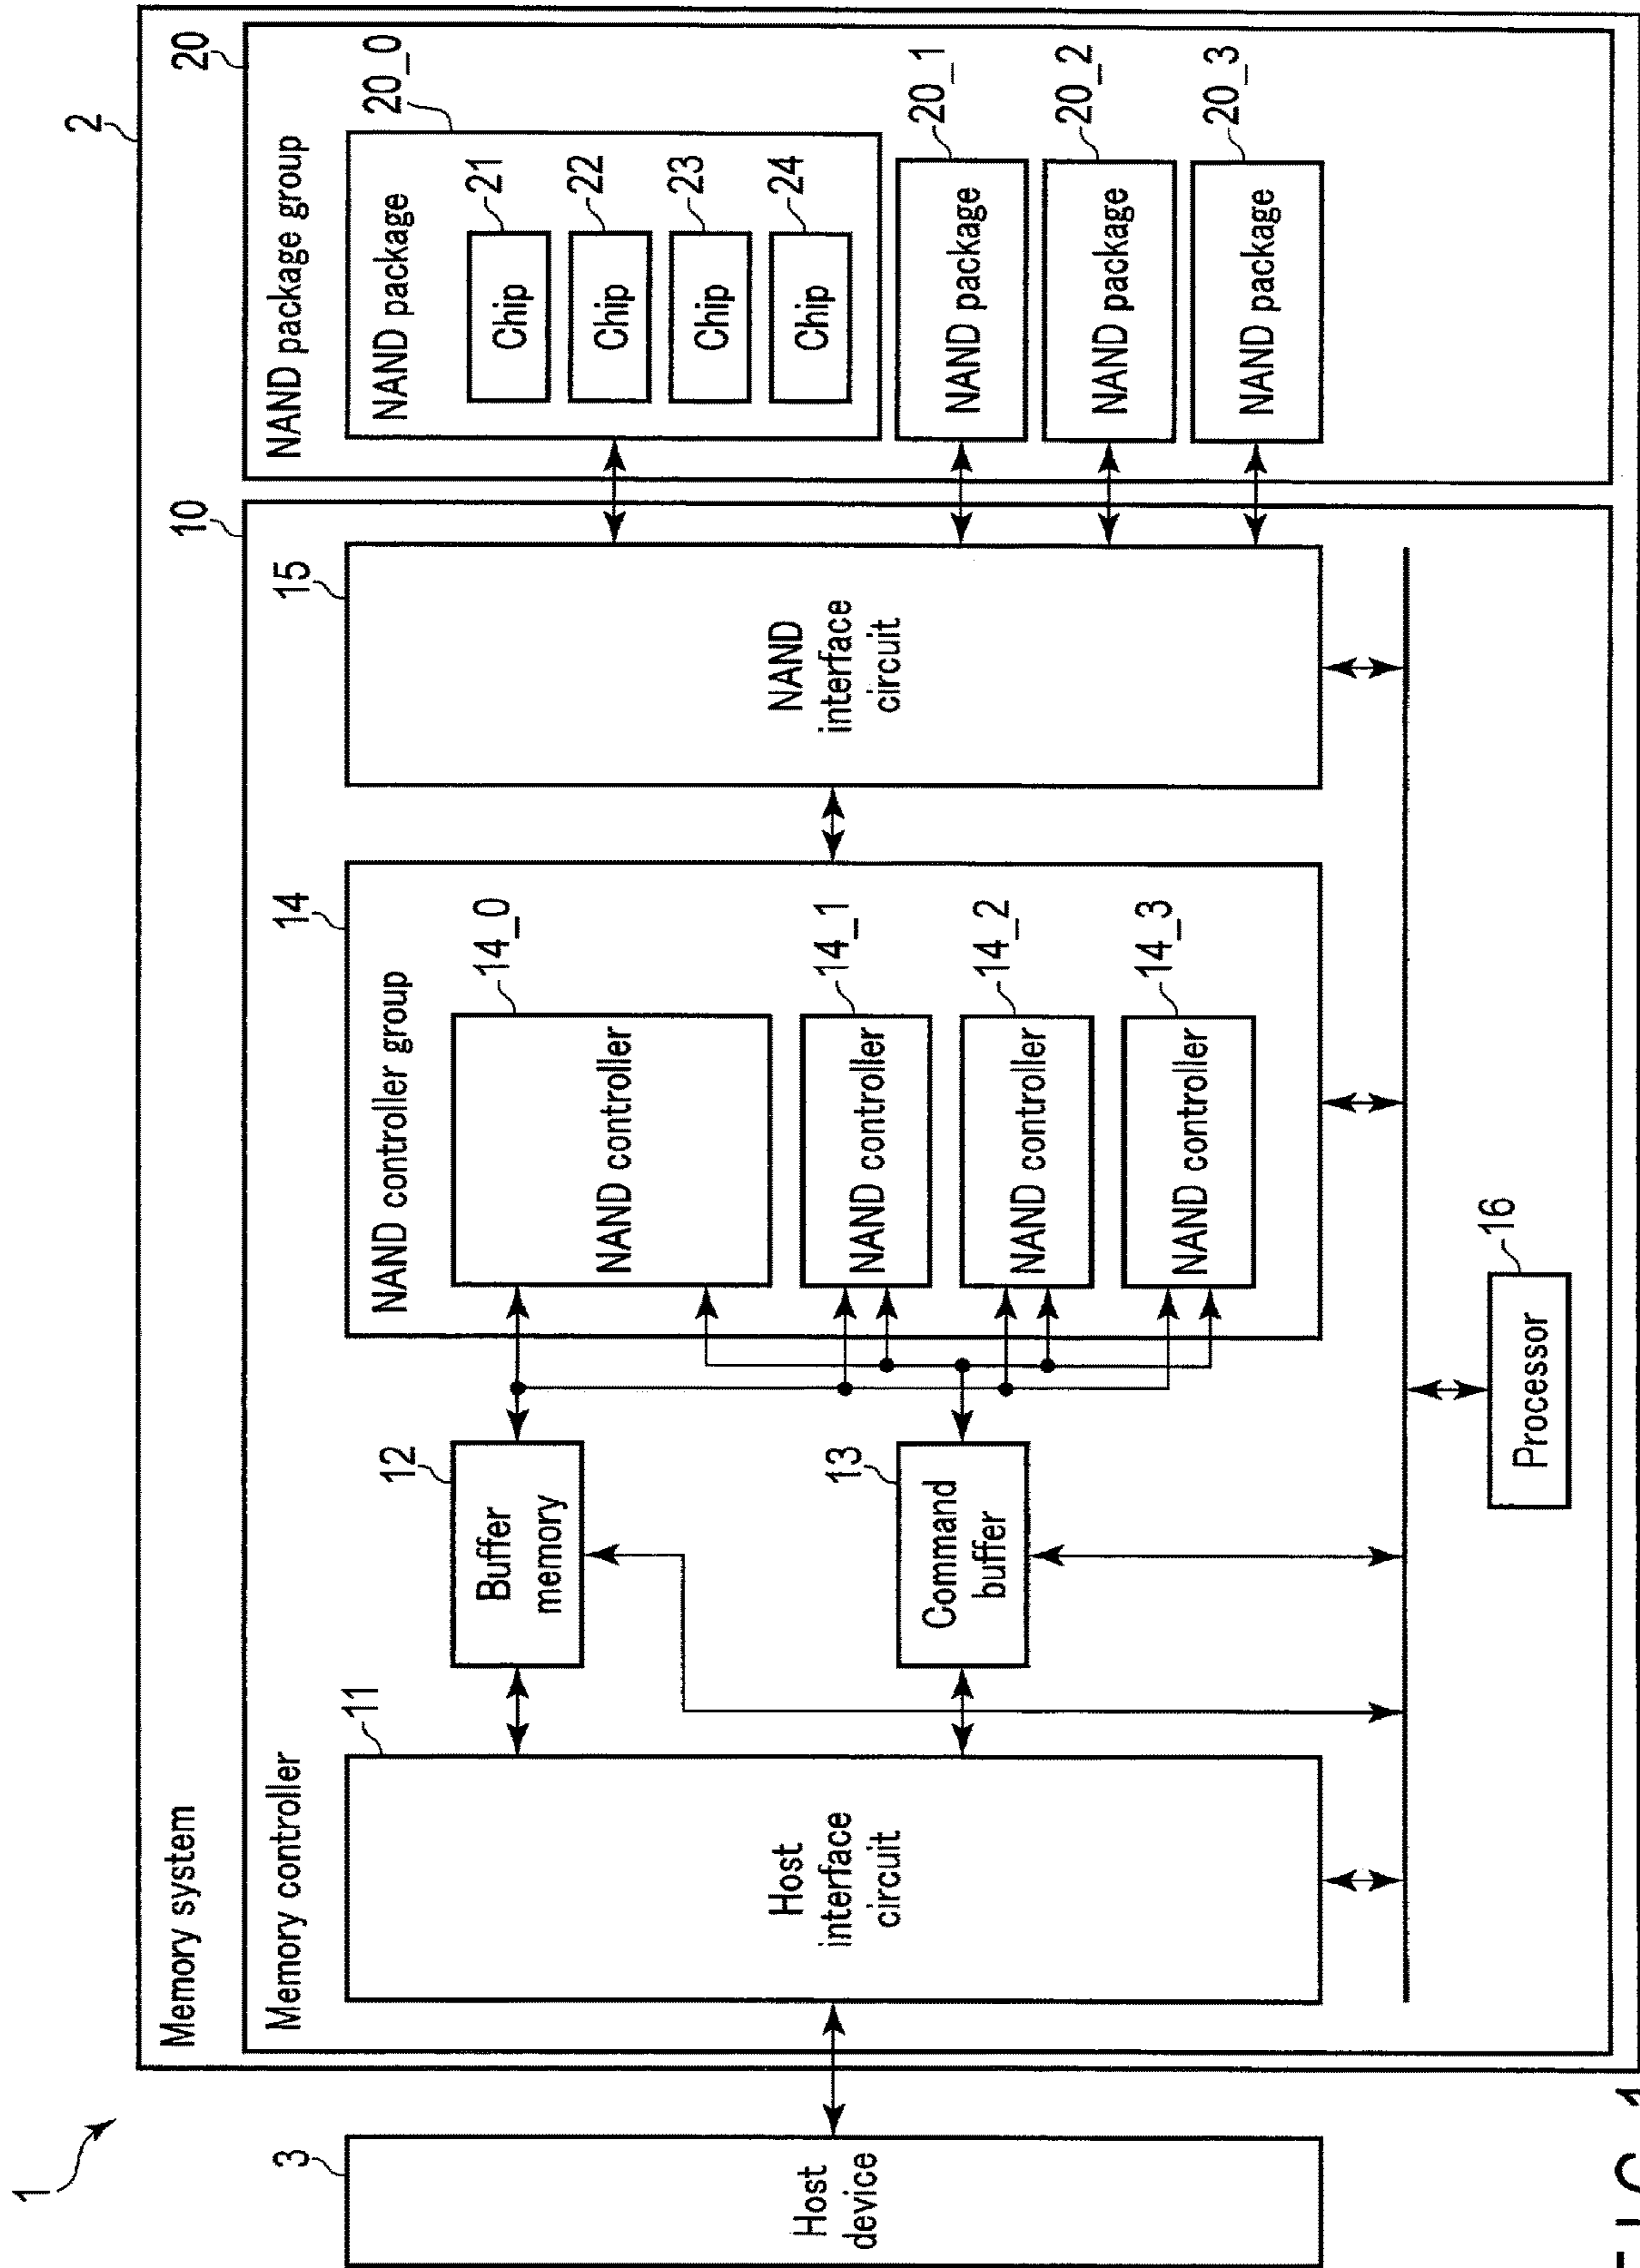 1
2
Memory system
3
Host
device
10
Memory controller
11
Host
interface
circuit
12
Buffer
memory
13
Command
buffer
14
NAND controller group
14_0
NAND controller
14_1
NAND controller
14_2
NAND controller
14_3
NAND controller
15
NAND
interface
circuit
16
Processor
20
NAND package group
20_0
NAND package
21
Chip
22
Chip
23
Chip
24
Chip
20_1
NAND package
20_2
NAND package
20_3
NAND package